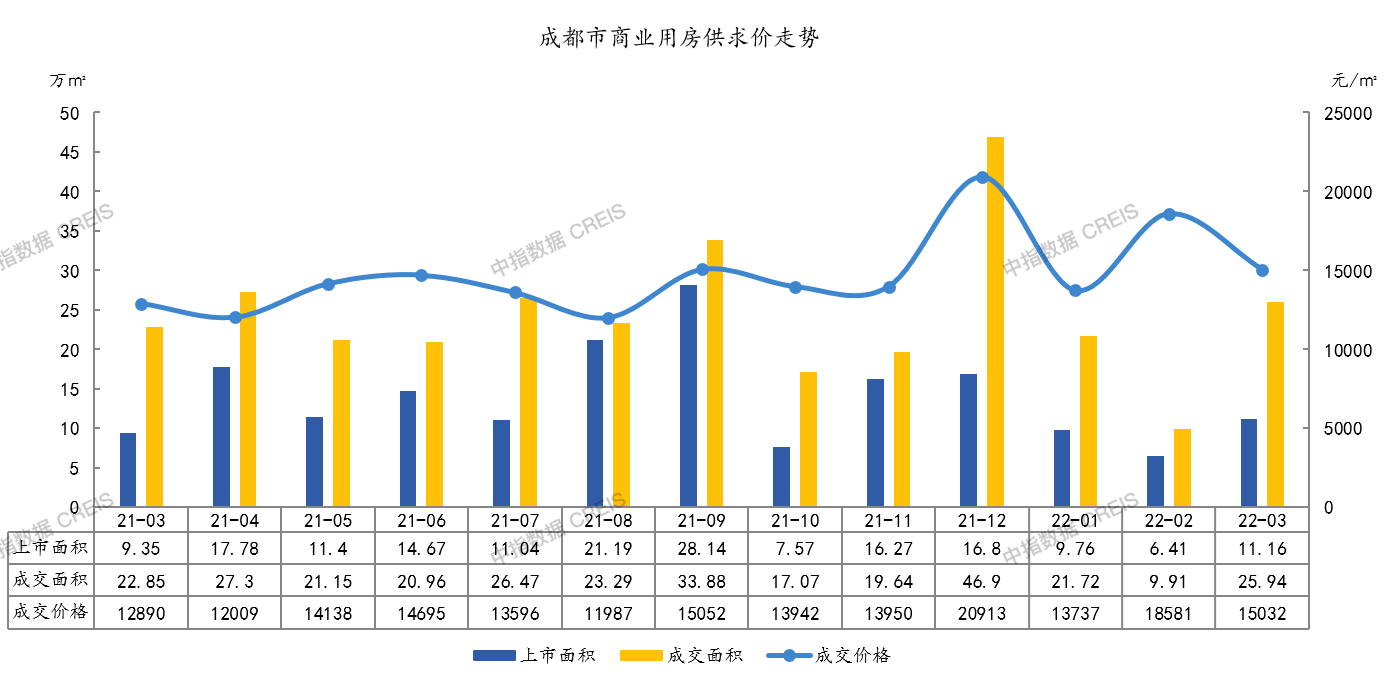 成都市商业用房供求价走势
万㎡ 元/㎡
50 25000
45
40 20000
35
30 15000
25
20 10000
15
10 5000
5
0 0
中指数据 CREIS 中指数据 CREIS 中指数据 CREIS
中指数据 CREIS 中指数据 CREIS 中指数据 CREIS
21-03 21-04 21-05 21-06 21-07 21-08 21-09 21-10 21-11 21-12 22-01 22-02 22-03
上市面积 9.35 17.78 11.4 14.67 11.04 21.19 28.14 7.57 16.27 16.8 9.76 6.41 11.16
成交面积 22.85 27.3 21.15 20.96 26.47 23.29 33.88 17.07 19.64 46.9 21.72 9.91 25.94
成交价格 12890 12009 14138 14695 13596 11987 15052 13942 13950 20913 13737 18581 15032
上市面积 成交面积 成交价格